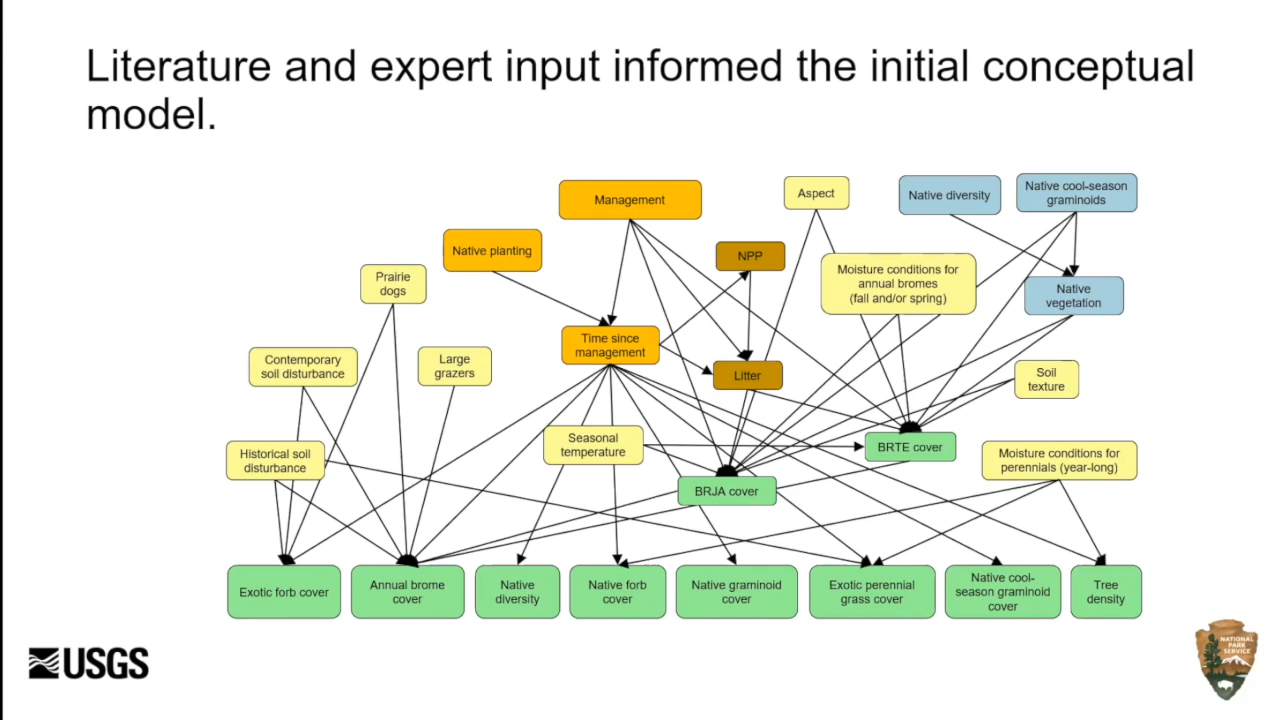 Literature and expert input informed the initial conceptual
model.
Management
Aspect
Native diversity
Native cool-season
graminoids
Native planting
NPP
Prairie
dogs
Moisture conditions for
annual bromes
(fall and/or spring)
Native
vegetation
Time since
management
Contemporary
soil disturbance
Large
grazers
Litter
Soil
texture
Seasonal
temperature
BRTE cover
Historical soil
disturbance
Moisture conditions for
perennials (year-long)
BRJA cover
Exotic forb cover
Annual brome
cover
Native
diversity
Native forb
cover
Native graminoid
cover
Exotic perennial
grass cover
Native cool-
season graminoid
cover
Tree
density
USGS
NATIONAL
PARK
SERVICE